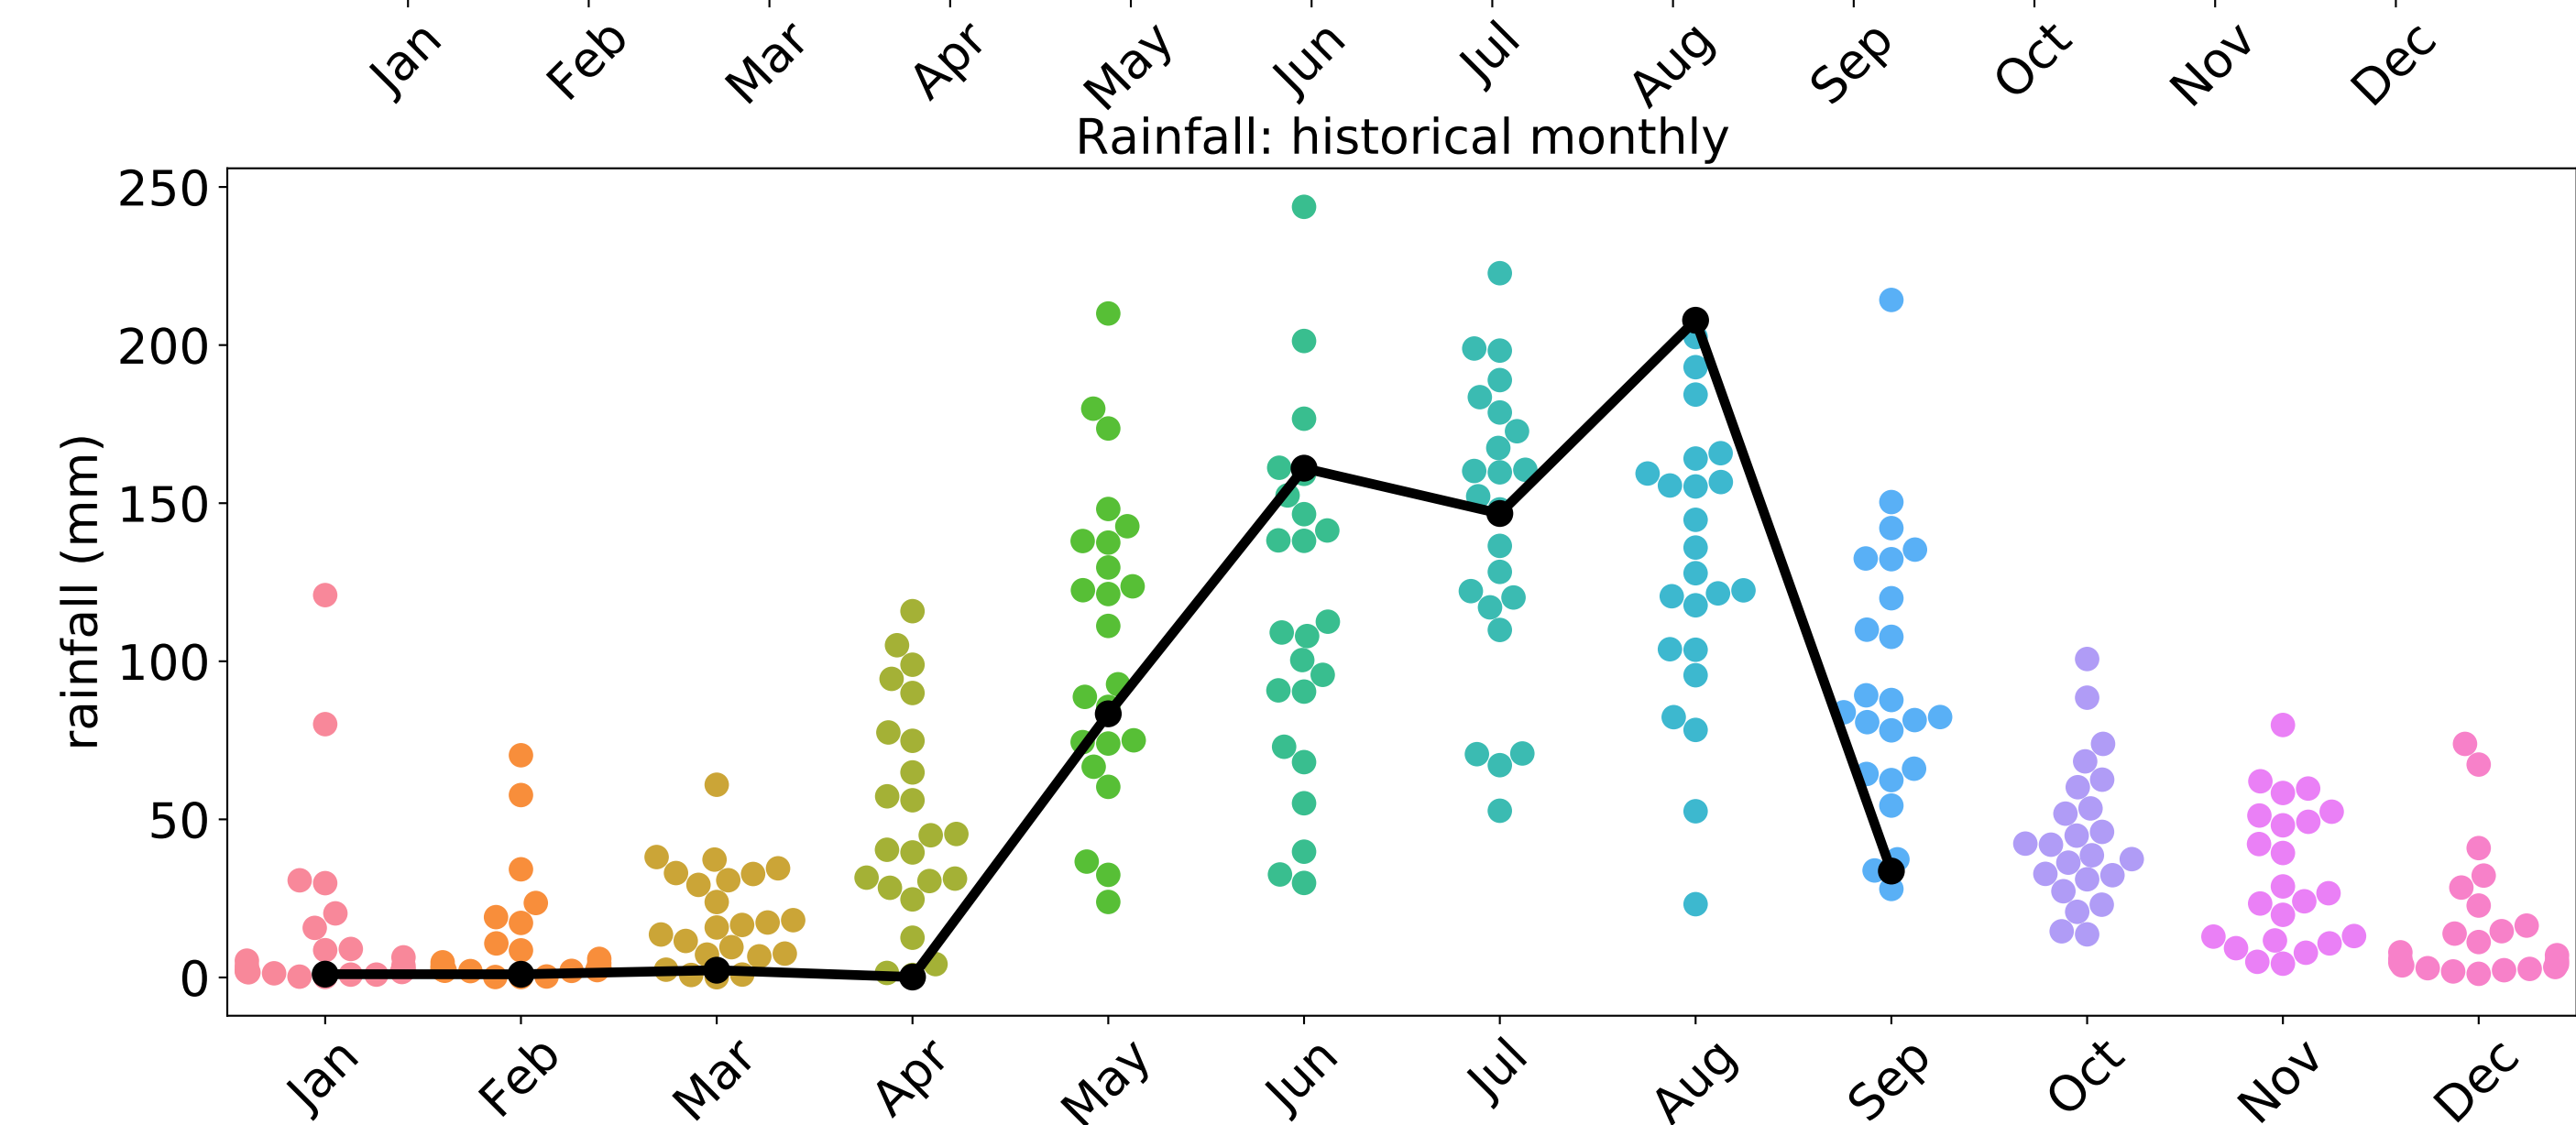 Jan Feb Mar Apr May Jun Jul Aug Sep Oct Nov Dec
Rainfall: historical monthly
250
200
150
100
50
0
rainfall (mm)
Jan Feb Mar Apr May Jun Jul Aug Sep Oct Nov Dec